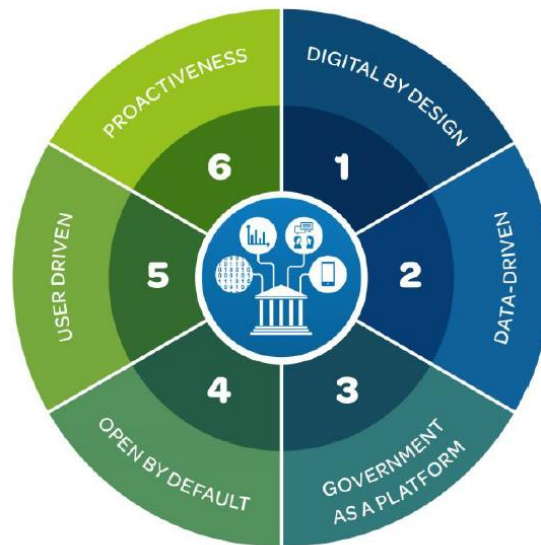 DIGITAL BY DESIGN
1
DATA-DRIVEN
2
GOVERNMENT
AS A PLATFORM
3
OPEN BY DEFAULT
4
USER DRIVEN
5
PROACTIVENESS
6